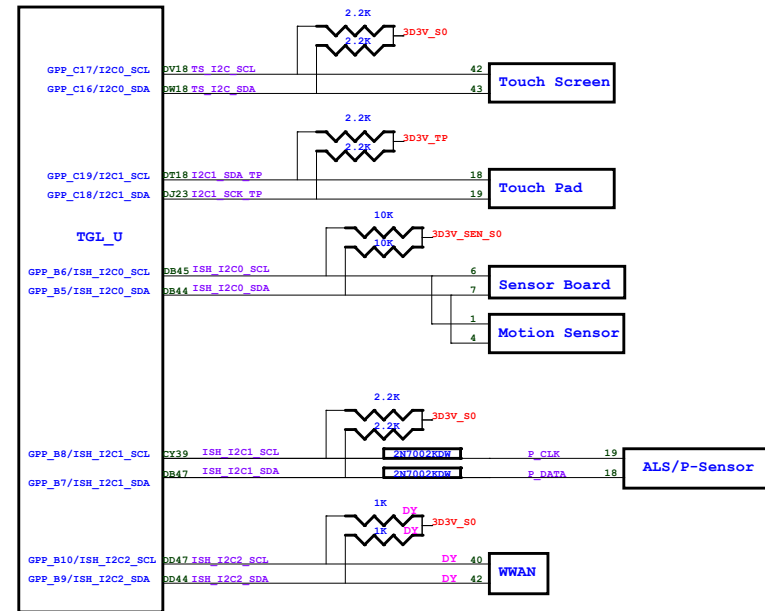 2.2K
2.2K
3D3V_S0
GPP_C17/I2C0_SCL DV18 TS_I2C_SCL 42
GPP_C16/I2C0_SDA DW18 TS_I2C_SDA 43
Touch Screen
2.2K
2.2K
3D3V_TP
GPP_C19/I2C1_SCL DT18 I2C1_SDA_TP 18
GPP_C18/I2C1_SDA DJ23 I2C1_SCK_TP 19
Touch Pad
TGL_U
10K
10K
3D3V_SEN_S0
GPP_B6/ISH_I2C0_SCL DB45 ISH_I2C0_SCL 6
GPP_B5/ISH_I2C0_SDA DB44 ISH_I2C0_SDA 7
Sensor Board
1
4
Motion Sensor
2.2K
2.2K
3D3V_S0
GPP_B8/ISH_I2C1_SCL CY39 ISH_I2C1_SCL 2N7002KDW P_CLK 19
GPP_B7/ISH_I2C1_SDA DB47 ISH_I2C1_SDA 2N7002KDW P_DATA 18
ALS/P-Sensor
1K DY
1K DY
3D3V_S0
GPP_B10/ISH_I2C2_SCL DD47 ISH_I2C2_SCL DY 40
GPP_B9/ISH_I2C2_SDA DD44 ISH_I2C2_SDA DY 42
WWAN